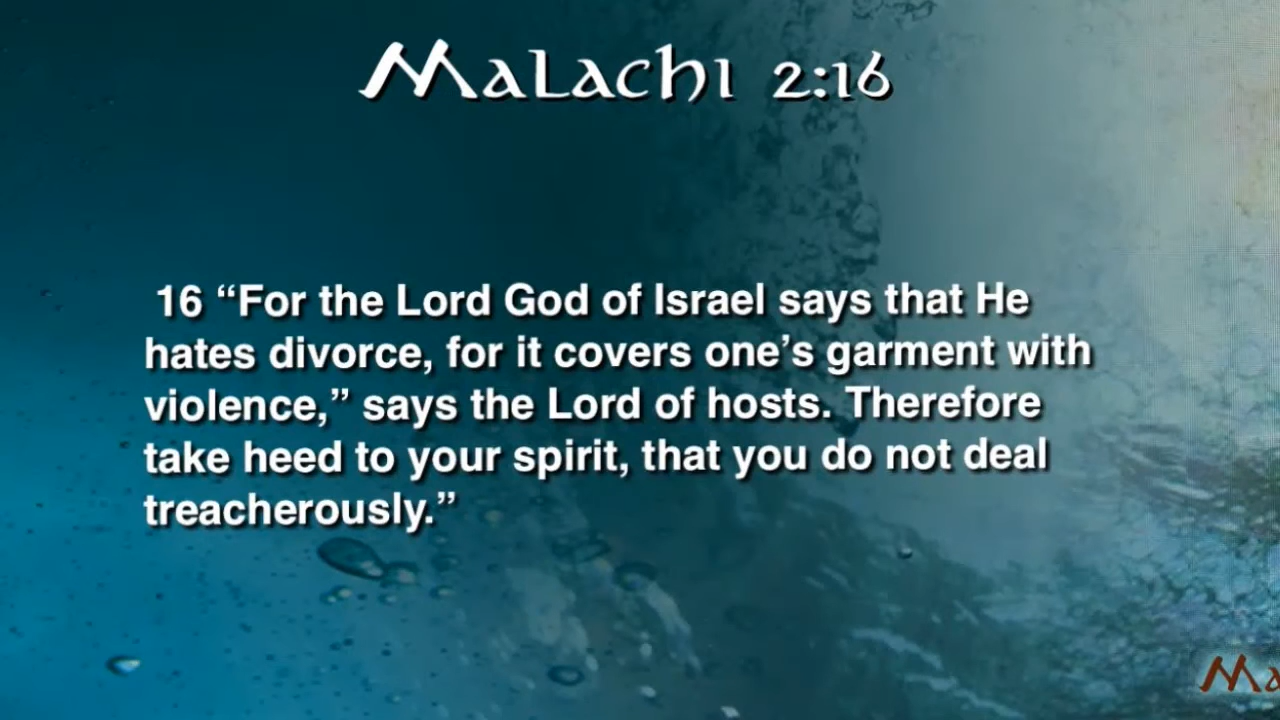 Malachi 2:16
16 “For the Lord God of Israel says that He
hates divorce, for it covers one’s garment with
violence,” says the Lord of hosts. Therefore
take heed to your spirit, that you do not deal
treacherously.”
Ma